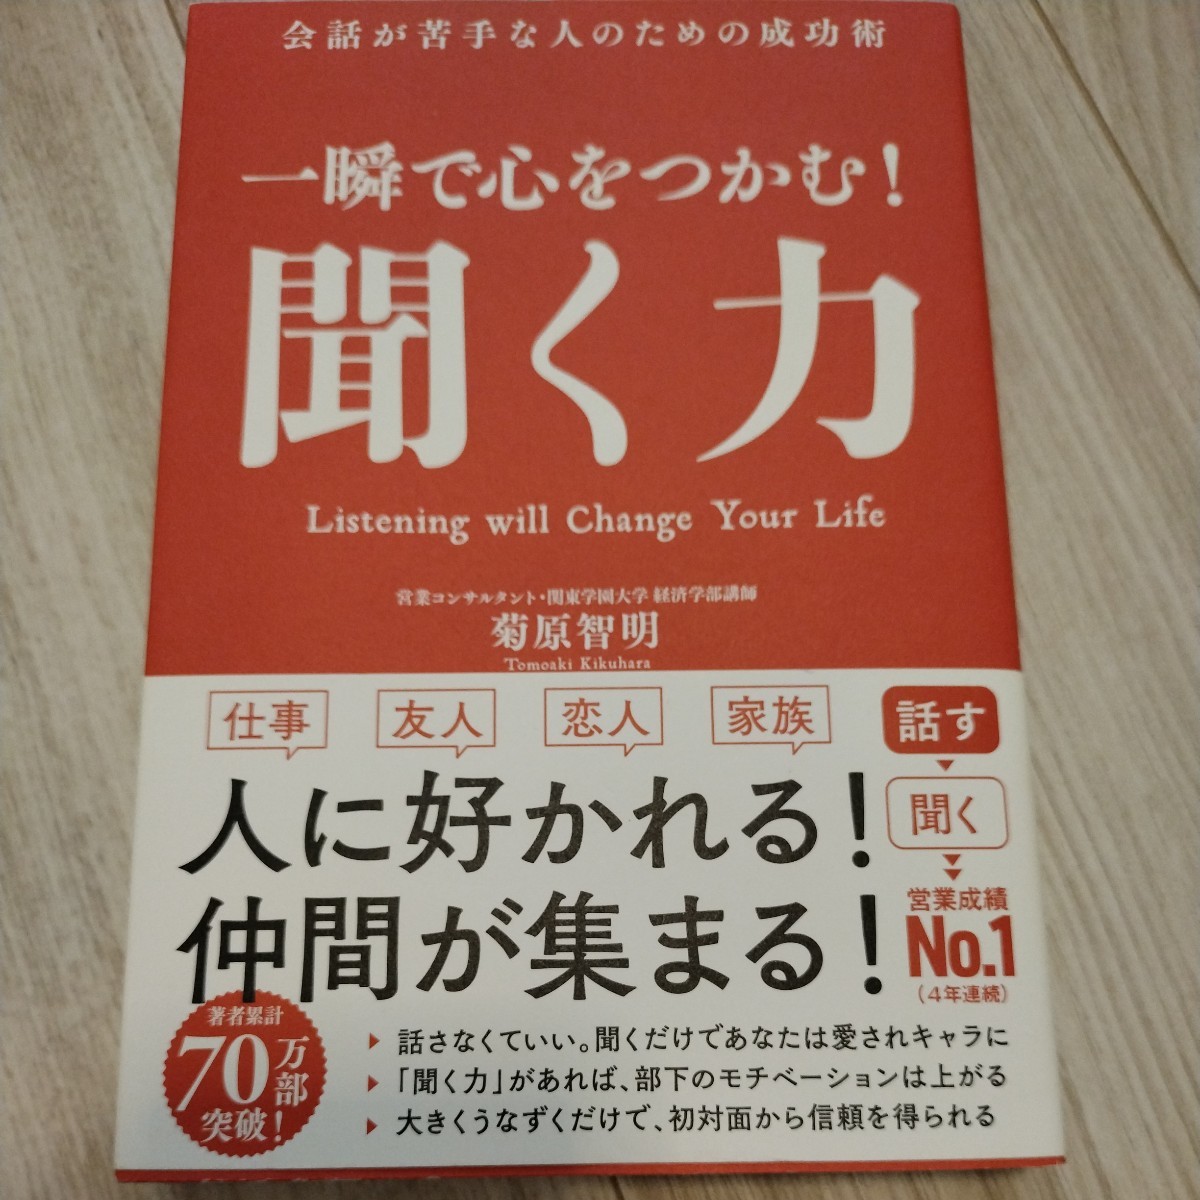 会話が苦手な人のための成功術
一瞬で心をつかむ!
聞く力
Listening will Change Your Life
営業コンサルタント・関東学園大学 経済学部講師
菊原智明
Tomoaki Kikuhara
仕事 友人 恋人 家族
人に好かれる!
仲間が集まる!
話す
聞く
営業成績
No.1
(4年連続)
著者累計
70万部
突破!
話さなくていい。聞くだけであなたは愛されキャラに
「聞く力」があれば、部下のモチベーションは上がる
大きくうなずくだけで、初対面から信頼を得られる